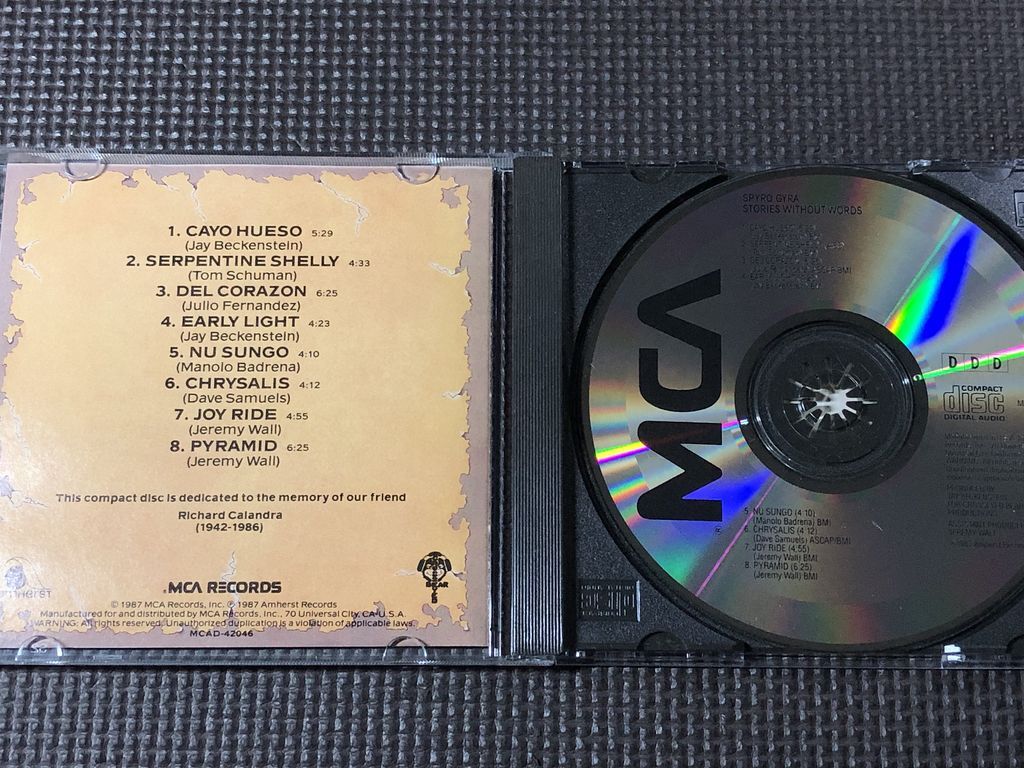 1. CAYO HUESO 5:29
(Jay Beckenstein)
2. SERPENTINE SHELLY 4:33
(Tom Schuman)
3. DEL CORAZON 6:25
(Julio Fernandez)
4. EARLY LIGHT 4:23
(Jay Beckenstein)
5. NU SUNGO 4:10
(Manolo Badrena)
6. CHRYSALIS 4:12
(Dave Samuels)
7. JOY RIDE 4:55
(Jeremy Wall)
8. PYRAMID 6:25
(Jeremy Wall)
This compact disc is dedicated to the memory of our friend
Richard Calandra
(1942-1986)
MCA RECORDS
© 1987 MCA Records, Inc. ℗ 1987 Amherst Records
Manufactured for and distributed by MCA Records, Inc., 70 Universal City, CA-U.S.A.
WARNING: All rights reserved. Unauthorized duplication is a violation of applicable laws.
MCAD-42046
SPYRO GYRA
STORIES WITHOUT WORDS
MCA
D D D
COMPACT
disc
DIGITAL AUDIO
5. NU SUNGO (4:10)
(Manolo Badrena) BMI
6. CHRYSALIS (4:12)
(Dave Samuels) ASCAP/BMI
7. JOY RIDE (4:55)
(Jeremy Wall) BMI
8. PYRAMID (6:25)
(Jeremy Wall) BMI